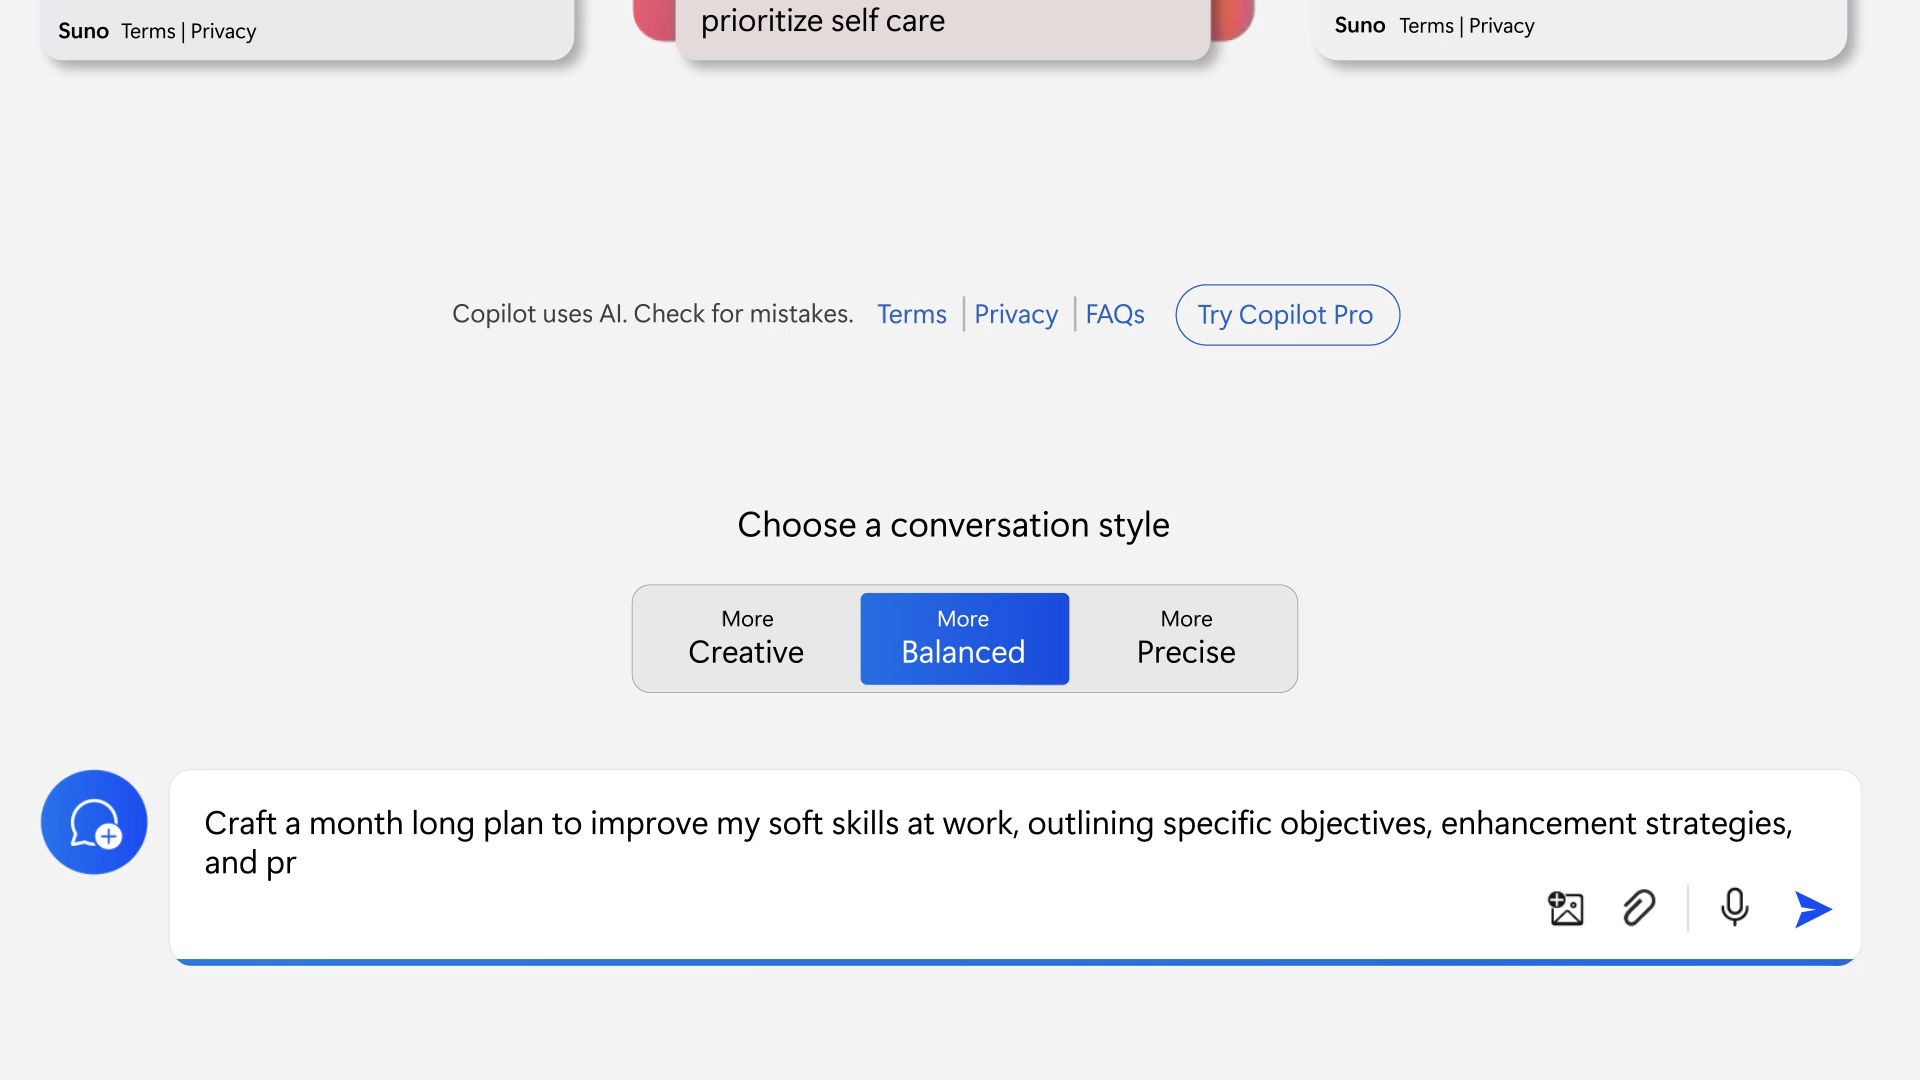 Suno Terms | Privacy
prioritize self care
Suno Terms | Privacy
Copilot uses AI. Check for mistakes. Terms | Privacy | FAQs Try Copilot Pro
Choose a conversation style
More Creative
More Balanced
More Precise
Craft a month long plan to improve my soft skills at work, outlining specific objectives, enhancement strategies,
and pr